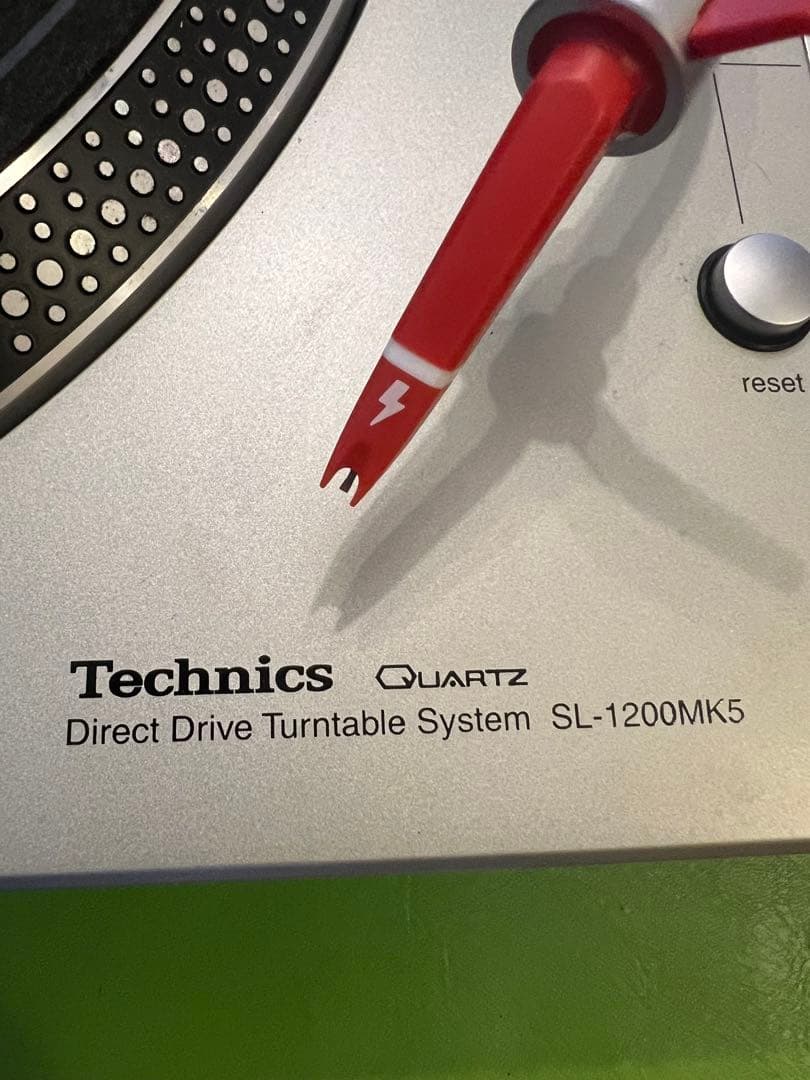 reset
Technics QUARTZ
Direct Drive Turntable System SL-1200MK5